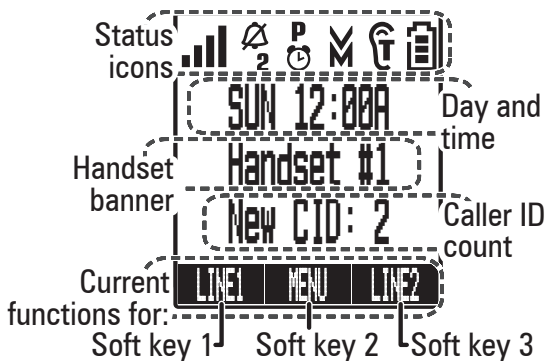 Status icons
2 P T
SUN 12:00A
Day and time
Handset banner
Handset #1
New CID: 2
Caller ID count
Current functions for:
LINE1 MENU LINE2
Soft key 1 Soft key 2 Soft key 3